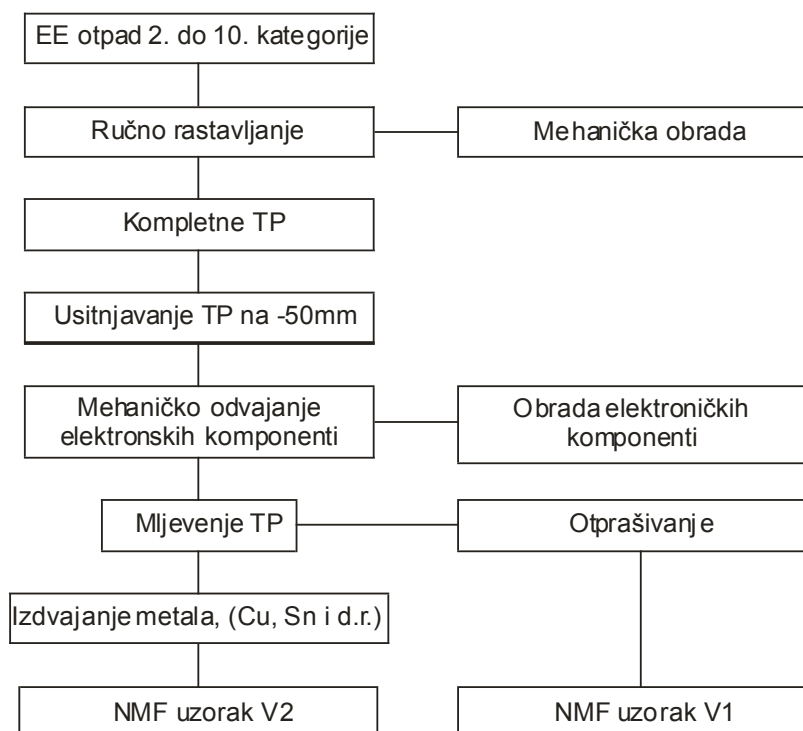 EE otpad 2. do 10. kategorije
Ručno rastavljanje
Mehanička obrada
Kompletne TP
Usitnjavanje TP na -50mm
Mehaničko odvajanje
elektronskih komponenti
Obrada elektroničkih
komponenti
Mljevenje TP
Otprašivanje
Izdvajanje metala, (Cu, Sn i d.r.)
NMF uzorak V2
NMF uzorak V1